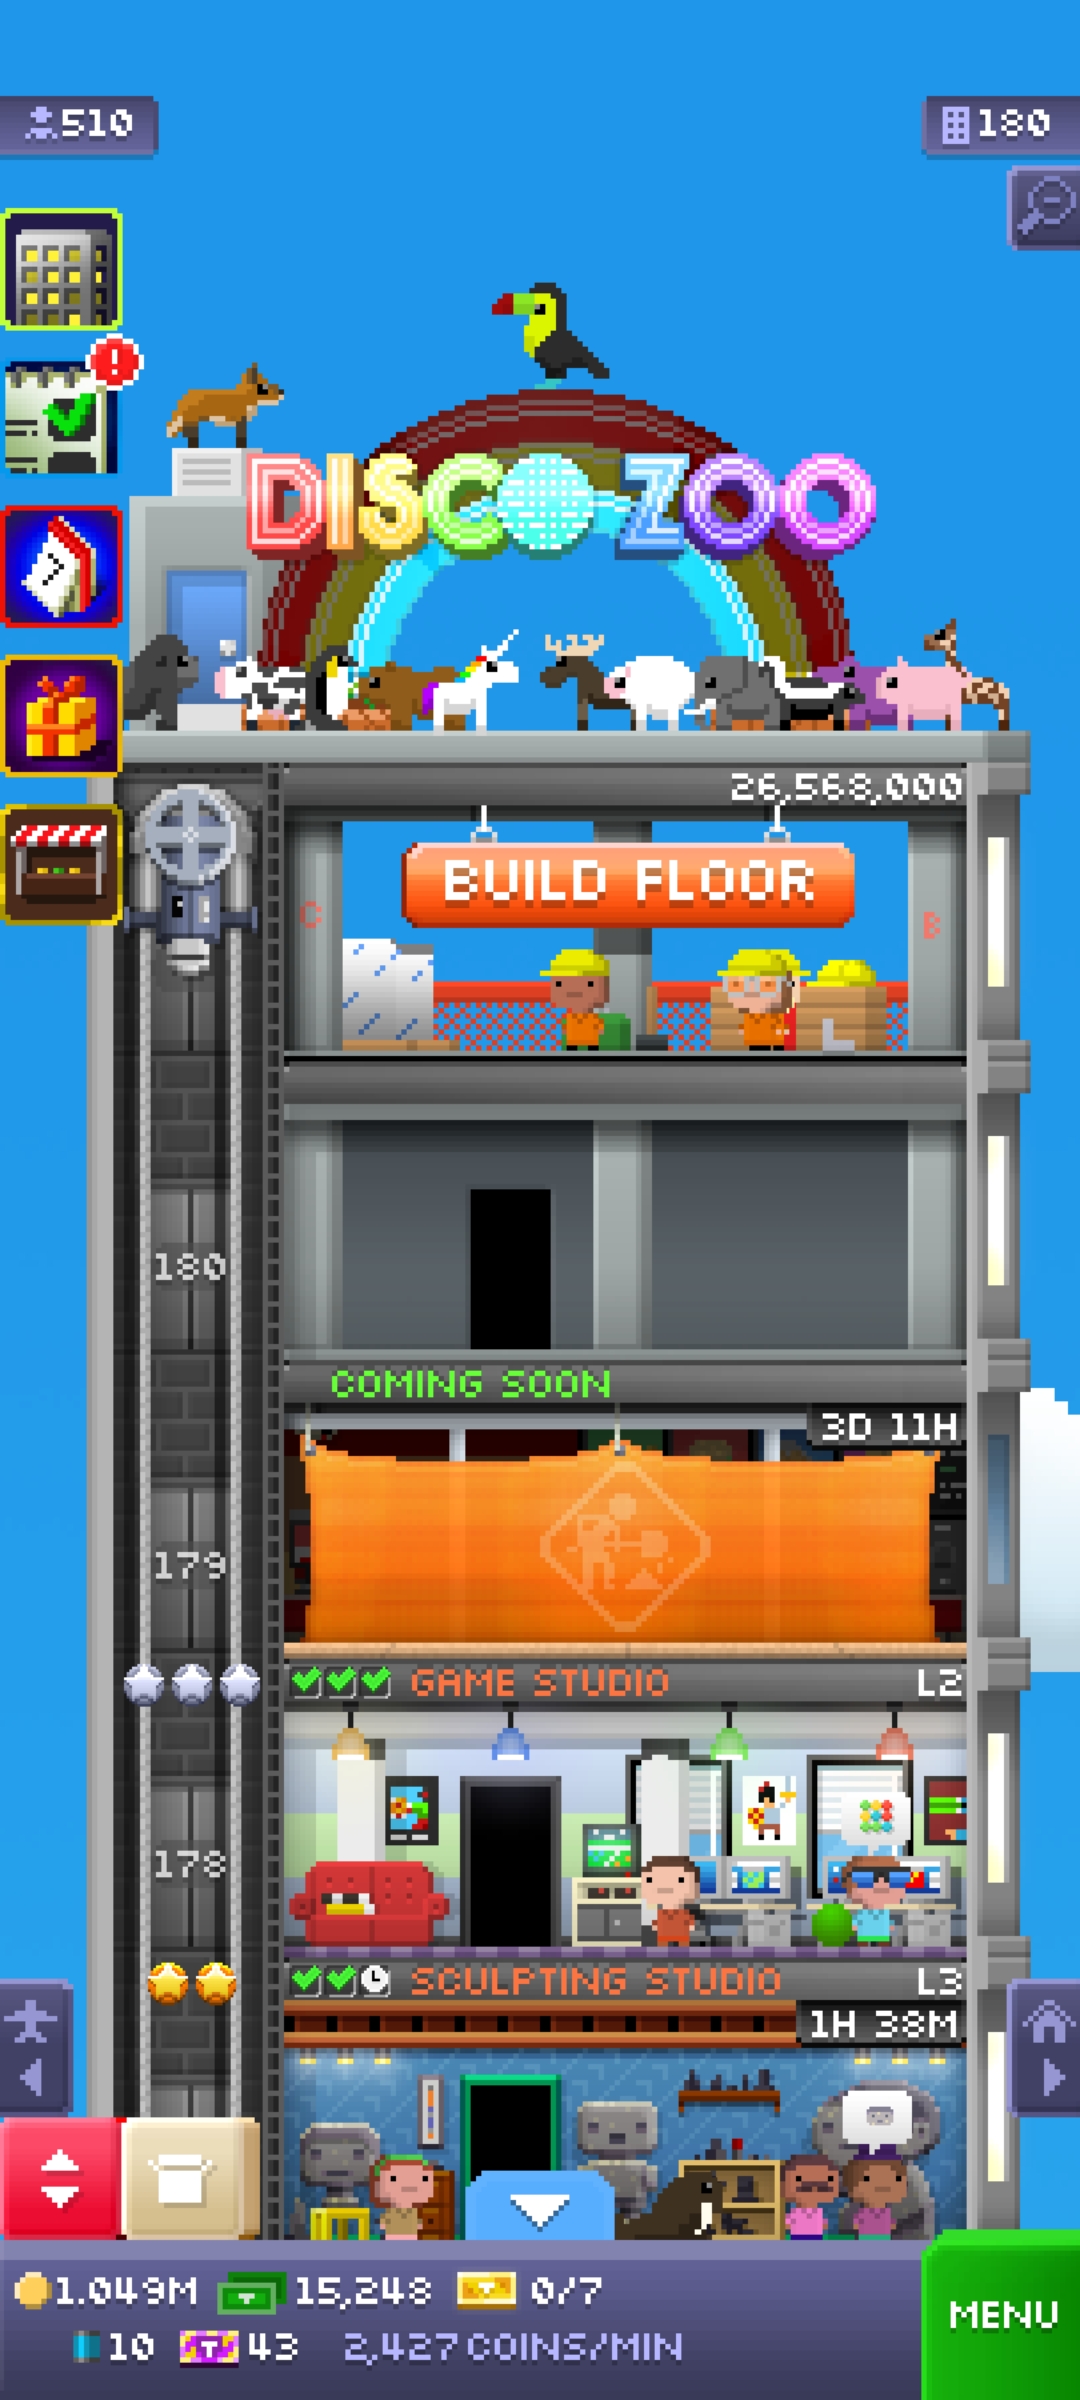 510
180
7
DISCO ZOO
26,568,000
BUILD FLOOR
C
B
L
180
COMING SOON
3D 11H
179
GAME STUDIO
L2
178
SCULPTING STUDIO
L3
1H 38M
1.049M
15,248
0/7
10
T
43
2,427 COINS/MIN
MENU